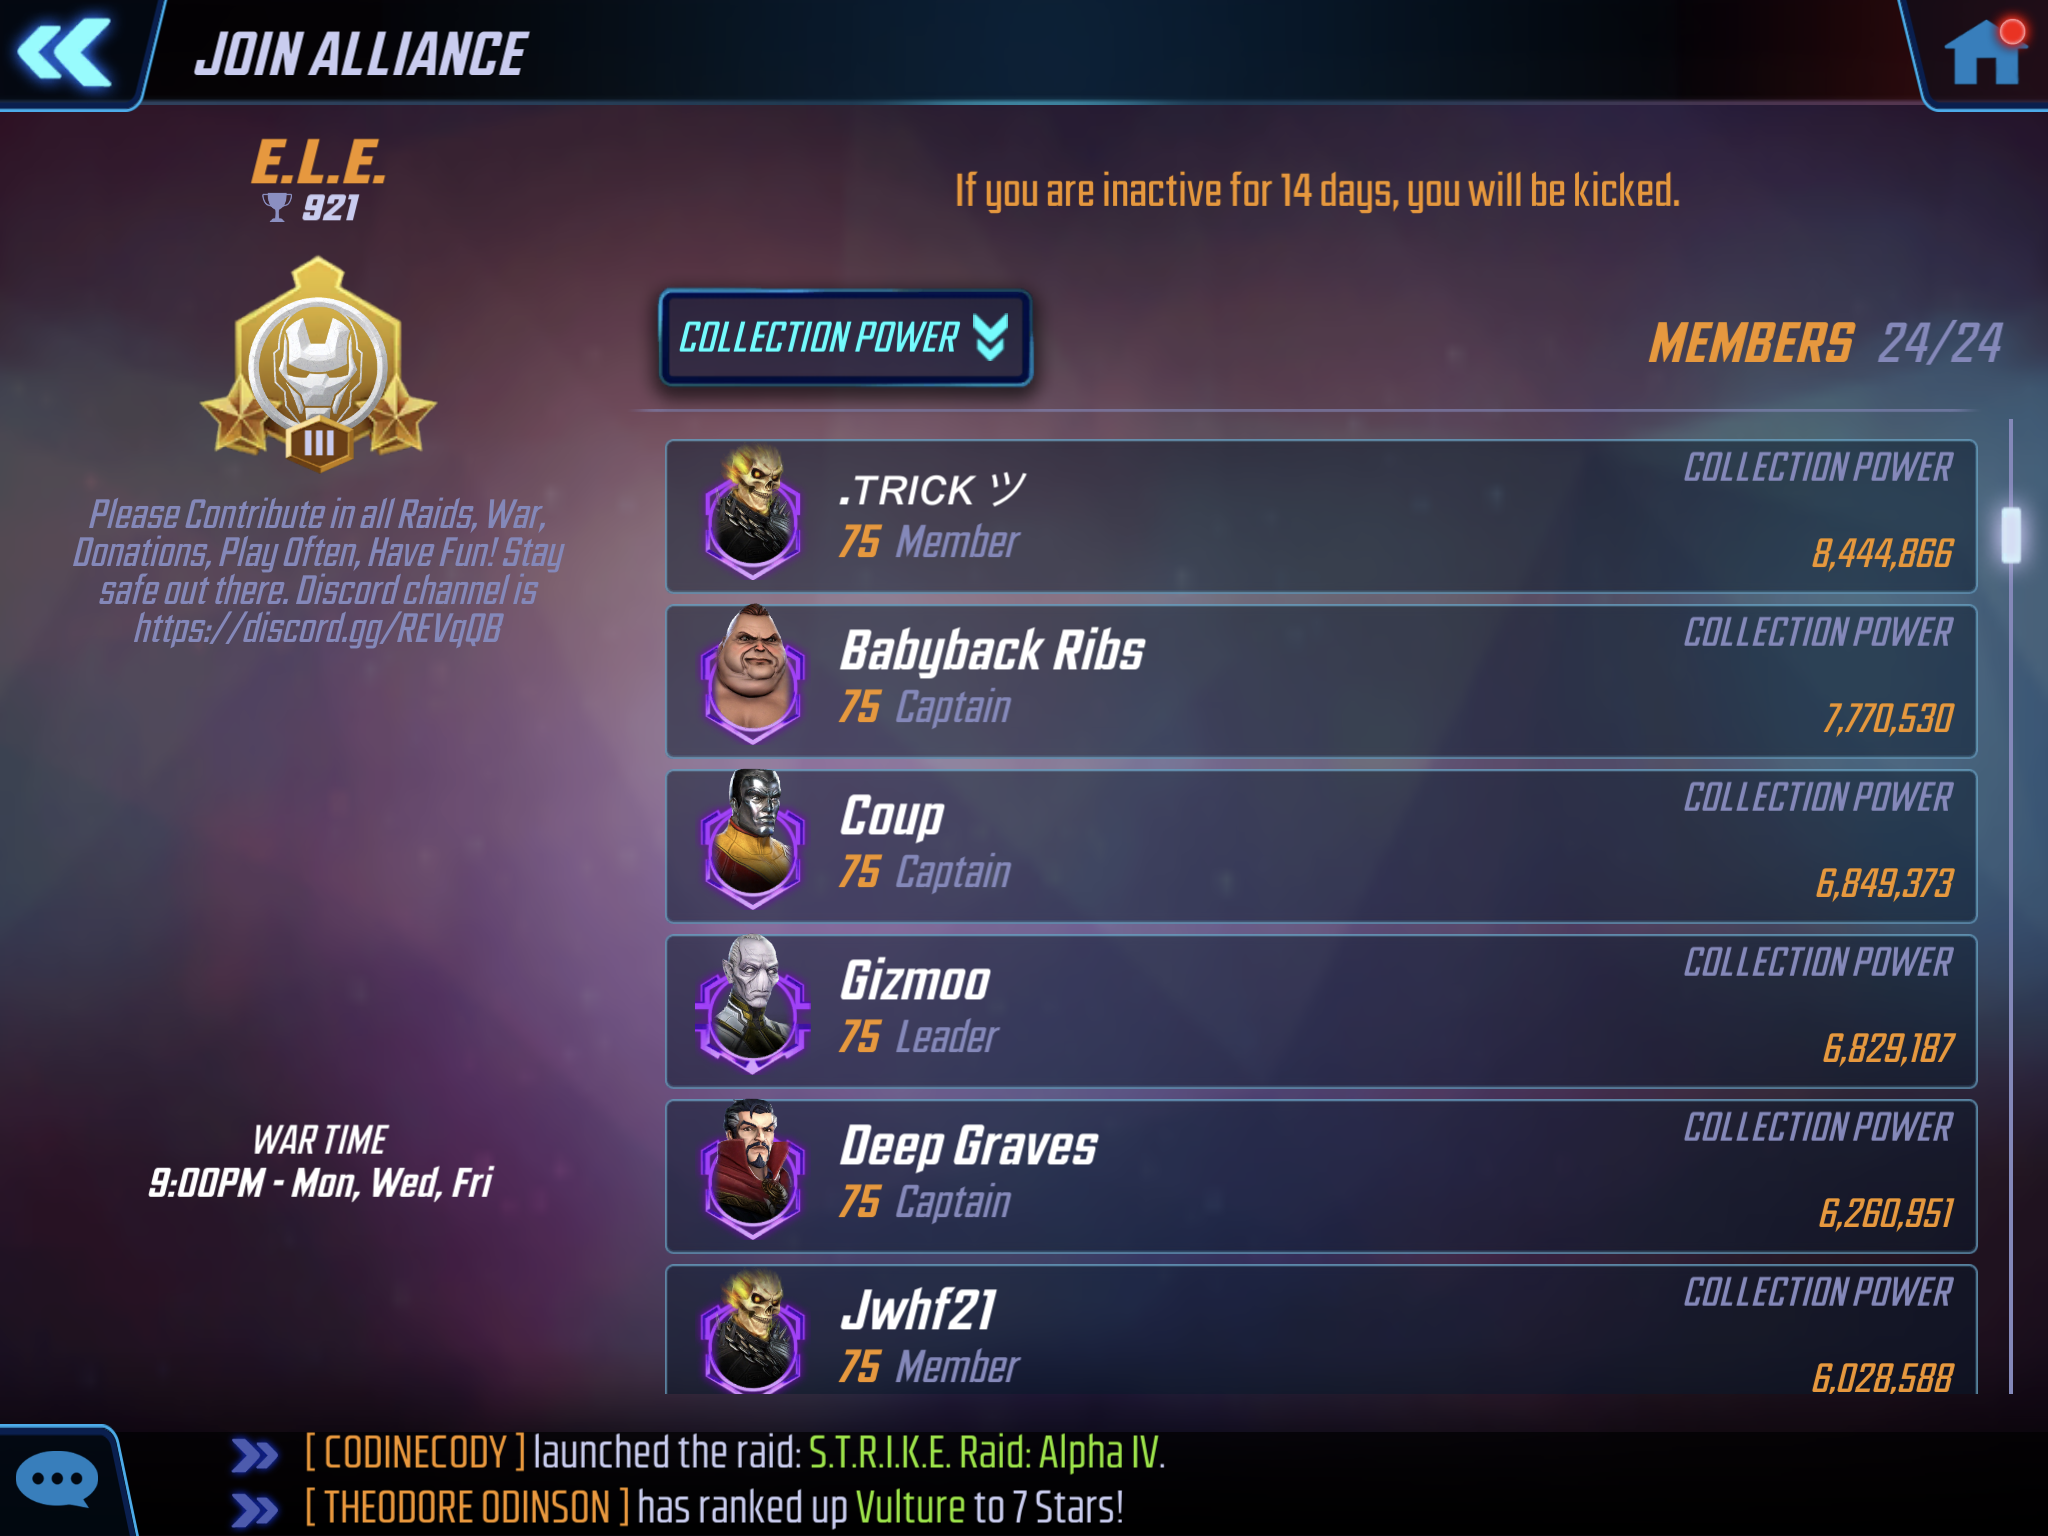 JOIN ALLIANCE
E.L.E.
921
III
Please Contribute in all Raids, War,
Donations, Play Often, Have Fun! Stay
safe out there. Discord channel is
https://discord.gg/REVqQB
WAR TIME
9:00PM - Mon, Wed, Fri
If you are inactive for 14 days, you will be kicked.
COLLECTION POWER
MEMBERS 24/24
.TRICK ツ
75 Member
COLLECTION POWER
8,444,866
Babyback Ribs
75 Captain
COLLECTION POWER
7,770,530
Coup
75 Captain
COLLECTION POWER
6,849,373
Gizmoo
75 Leader
COLLECTION POWER
6,829,187
Deep Graves
75 Captain
COLLECTION POWER
6,260,951
Jwhf21
75 Member
COLLECTION POWER
6,028,588
[ CODINECODY ] launched the raid: S.T.R.I.K.E. Raid: Alpha IV.
[ THEODORE ODINSON ] has ranked up Vulture to 7 Stars!